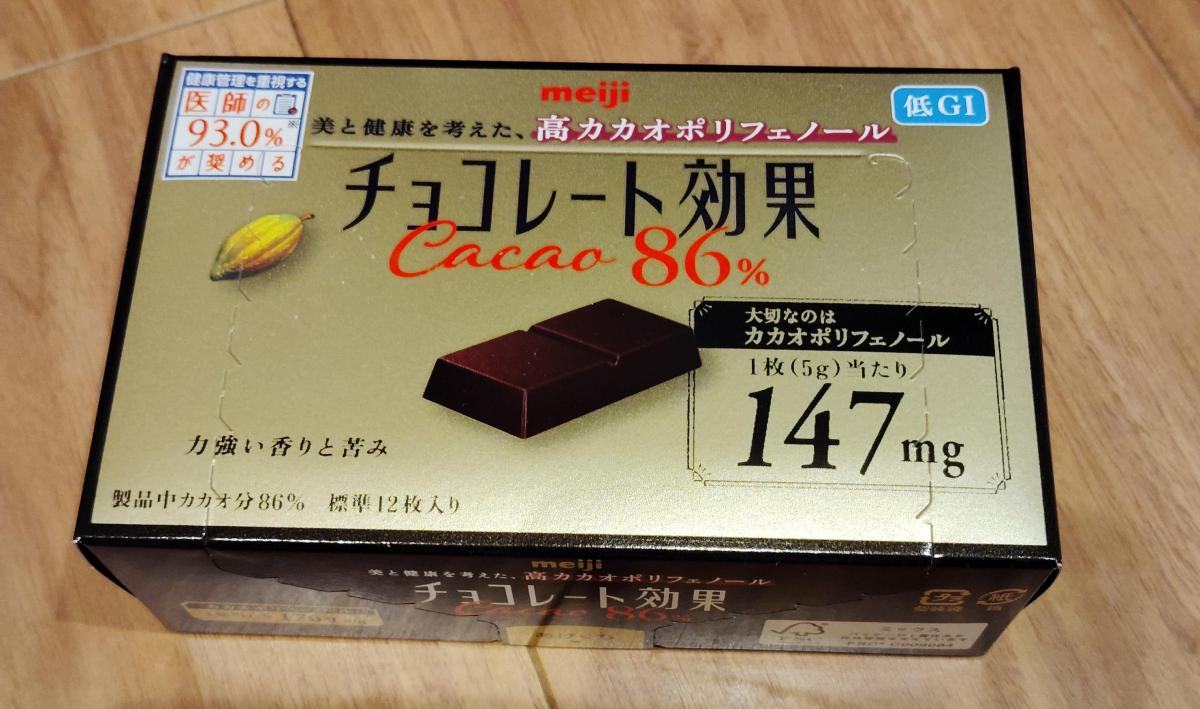 健康管理を重視する
医師の
93.0%※
が奨める
meiji
低GI
美と健康を考えた、高カカオポリフェノール
チョコレート効果
Cacao 86%
大切なのは
カカオポリフェノール
1枚(5g)当たり
147mg
力強い香りと苦み
製品中カカオ分86% 標準12枚入り
meiji
美と健康を考えた、高カカオポリフェノール
チョコレート効果
Cacao 86%
ミックス